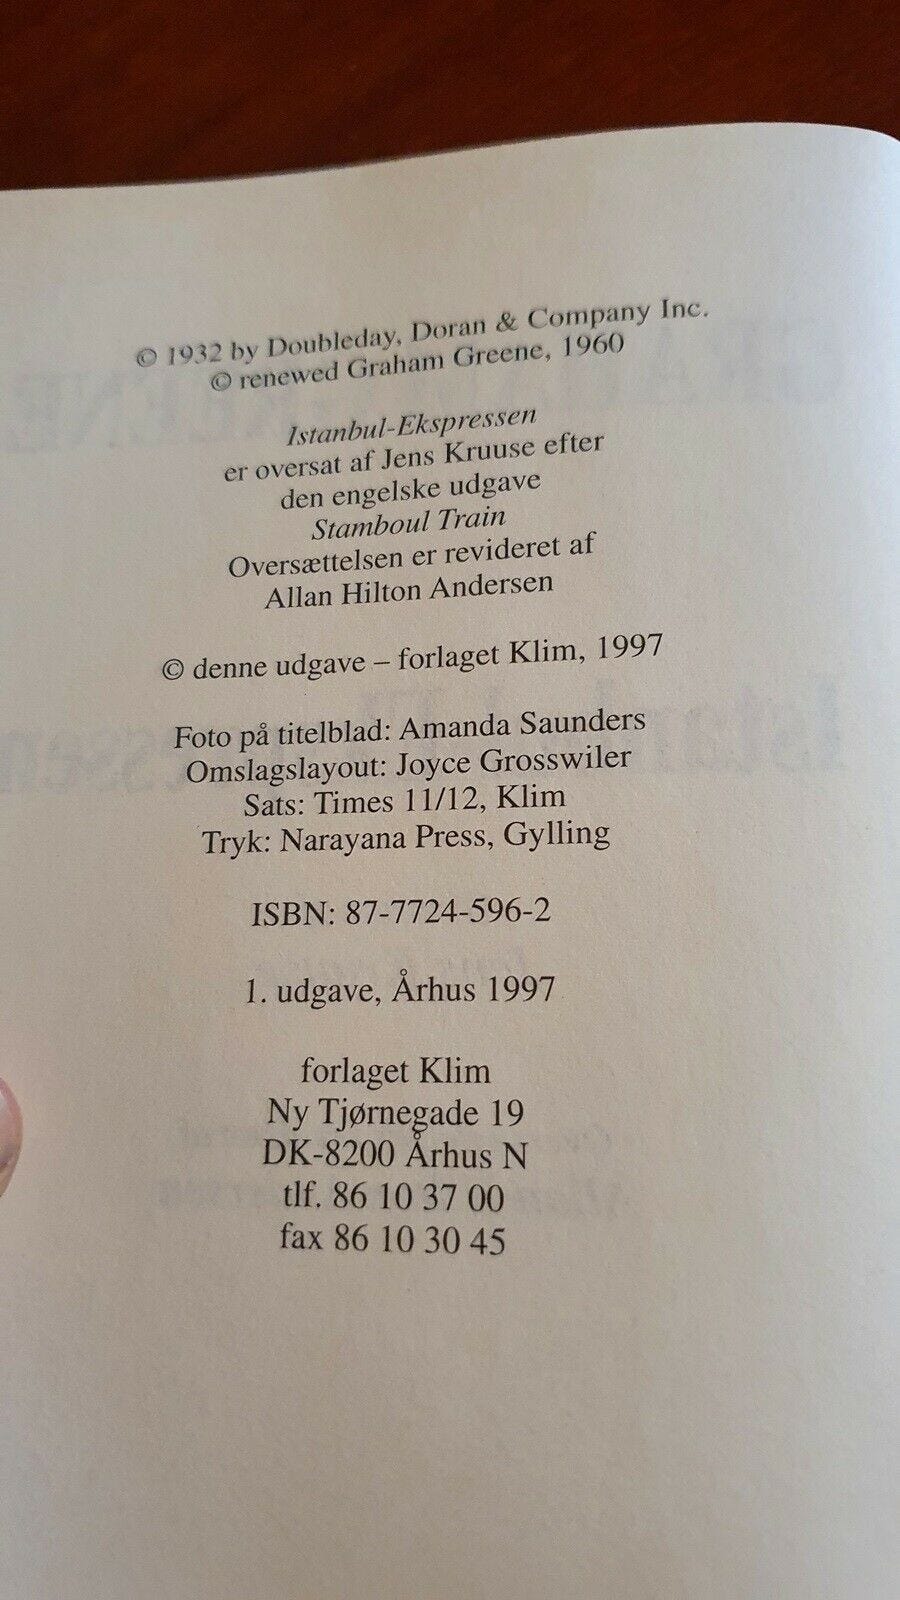 © 1932 by Doubleday, Doran & Company Inc.
© renewed Graham Greene, 1960
Istanbul-Ekspressen
er oversat af Jens Kruuse efter
den engelske udgave
Stamboul Train
Oversættelsen er revideret af
Allan Hilton Andersen
© denne udgave – forlaget Klim, 1997
Foto på titelblad: Amanda Saunders
Omslagslayout: Joyce Grosswiler
Sats: Times 11/12, Klim
Tryk: Narayana Press, Gylling
ISBN: 87-7724-596-2
1. udgave, Århus 1997
forlaget Klim
Ny Tjørnegade 19
DK-8200 Århus N
tlf. 86 10 37 00
fax 86 10 30 45